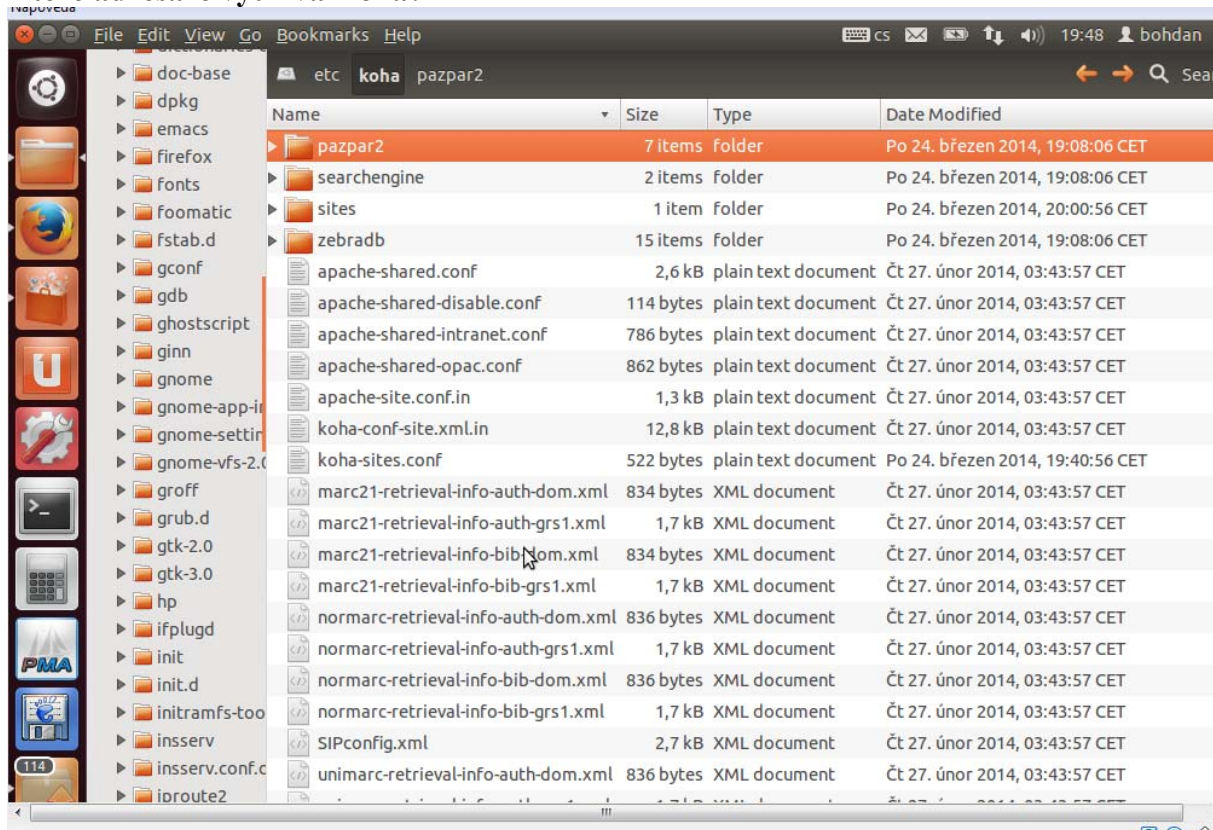 Nápověda
File Edit View Go Bookmarks Help cs 19:48 bohdan
etc koha pazpar2
doc-base
dpkg
emacs
firefox
fonts
foomatic
fstab.d
gconf
gdb
ghostscript
ginn
gnome
gnome-app-in
gnome-settin
gnome-vfs-2.0
groff
grub.d
gtk-2.0
gtk-3.0
hp
ifplugd
init
init.d
initramfs-too
insserv
insserv.conf.d
iproute2
PMA
114
Name Size Type Date Modified
pazpar2 7 items folder Po 24. březen 2014, 19:08:06 CET
searchengine 2 items folder Po 24. březen 2014, 19:08:06 CET
sites 1 item folder Po 24. březen 2014, 20:00:56 CET
zebradb 15 items folder Po 24. březen 2014, 19:08:06 CET
apache-shared.conf 2,6 kB plain text document Čt 27. únor 2014, 03:43:57 CET
apache-shared-disable.conf 114 bytes plain text document Čt 27. únor 2014, 03:43:57 CET
apache-shared-intranet.conf 786 bytes plain text document Čt 27. únor 2014, 03:43:57 CET
apache-shared-opac.conf 862 bytes plain text document Čt 27. únor 2014, 03:43:57 CET
apache-site.conf.in 1,3 kB plain text document Čt 27. únor 2014, 03:43:57 CET
koha-conf-site.xml.in 12,8 kB plain text document Čt 27. únor 2014, 03:43:57 CET
koha-sites.conf 522 bytes plain text document Po 24. březen 2014, 19:40:56 CET
marc21-retrieval-info-auth-dom.xml 834 bytes XML document Čt 27. únor 2014, 03:43:57 CET
marc21-retrieval-info-auth-grs1.xml 1,7 kB XML document Čt 27. únor 2014, 03:43:57 CET
marc21-retrieval-info-bib-dom.xml 834 bytes XML document Čt 27. únor 2014, 03:43:57 CET
marc21-retrieval-info-bib-grs1.xml 1,7 kB XML document Čt 27. únor 2014, 03:43:57 CET
normarc-retrieval-info-auth-dom.xml 836 bytes XML document Čt 27. únor 2014, 03:43:57 CET
normarc-retrieval-info-auth-grs1.xml 1,7 kB XML document Čt 27. únor 2014, 03:43:57 CET
normarc-retrieval-info-bib-dom.xml 836 bytes XML document Čt 27. únor 2014, 03:43:57 CET
normarc-retrieval-info-bib-grs1.xml 1,7 kB XML document Čt 27. únor 2014, 03:43:57 CET
SIPconfig.xml 2,7 kB XML document Čt 27. únor 2014, 03:43:57 CET
unimarc-retrieval-info-auth-dom.xml 836 bytes XML document Čt 27. únor 2014, 03:43:57 CET